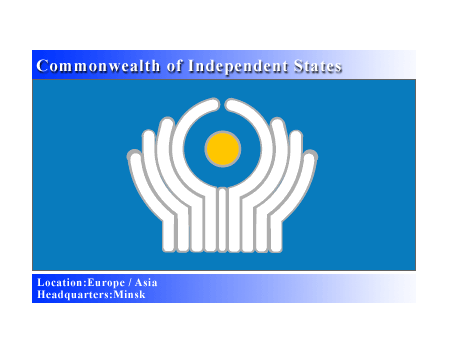 Commonwealth of Independent States
Location:Europe / Asia
Headquarters:Minsk